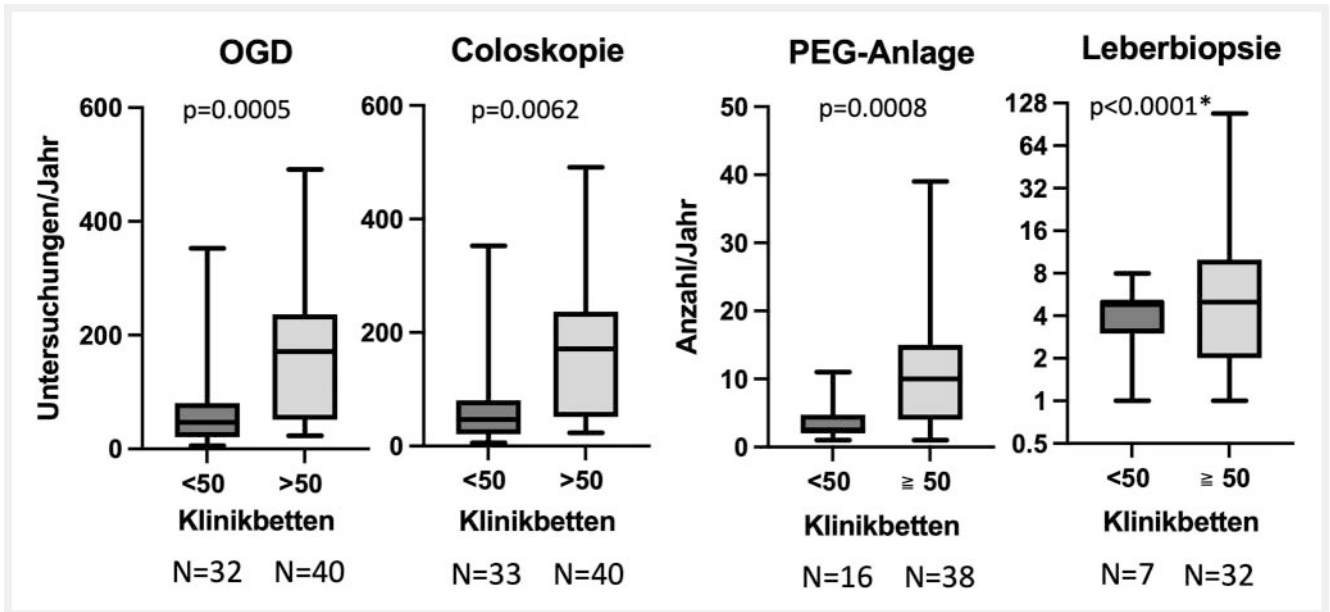 OGD
Coloskopie
PEG-Anlage
Leberbiopsie
Untersuchungen/Jahr
600
400
200
0
p=0.0005
<50 >50
Klinikbetten
N=32 N=40
600
400
200
0
p=0.0062
<50 >50
Klinikbetten
N=33 N=40
Anzahl/Jahr
50
40
30
20
10
0
p=0.0008
<50 ≧ 50
Klinikbetten
N=16 N=38
128
64
32
16
8
4
2
1
0.5
p<0.0001*
<50 ≧ 50
Klinikbetten
N=7 N=32